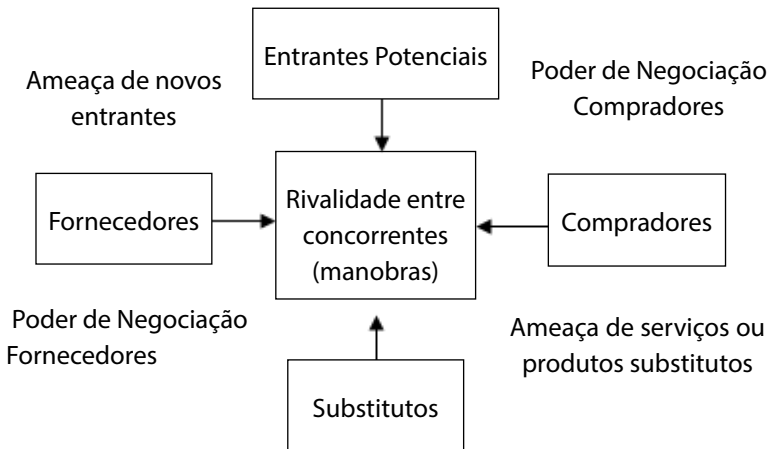 Entrantes Potenciais
Ameaça de novos
entrantes
Poder de Negociação
Compradores
Fornecedores
Rivalidade entre
concorrentes
(manobras)
Compradores
Poder de Negociação
Fornecedores
Ameaça de serviços ou
produtos substitutos
Substitutos